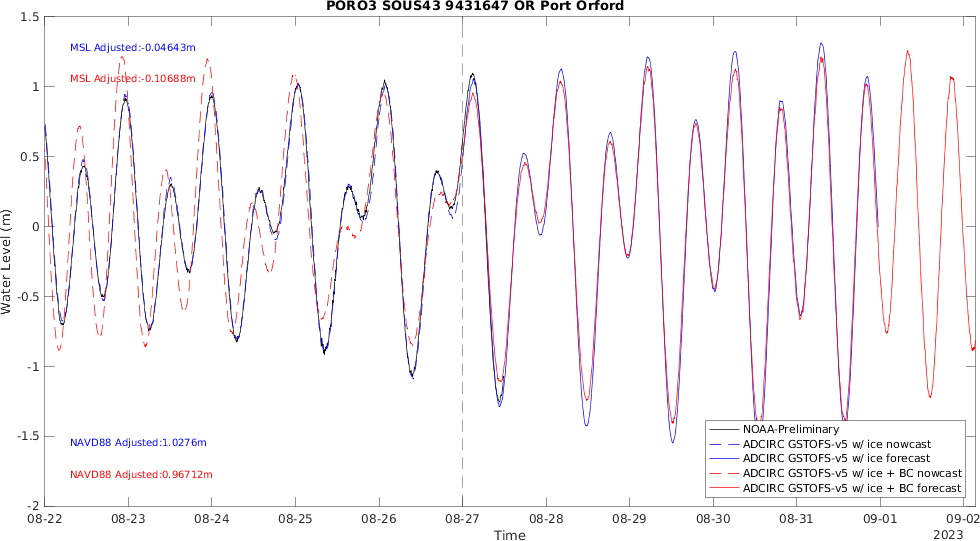 PORO3 SOUS43 9431647 OR Port Orford
MSL Adjusted:-0.04643m
MSL Adjusted:-0.10688m
NAVD88 Adjusted:1.0276m
NAVD88 Adjusted:0.96712m
Water Level (m)
1.5
1
0.5
0
-0.5
-1
-1.5
-2
NOAA-Preliminary
ADCIRC GSTOFS-v5 w/ ice nowcast
ADCIRC GSTOFS-v5 w/ ice forecast
ADCIRC GSTOFS-v5 w/ ice + BC nowcast
ADCIRC GSTOFS-v5 w/ ice + BC forecast
08-22 08-23 08-24 08-25 08-26 08-27 08-28 08-29 08-30 08-31 09-01 09-02
Time
2023